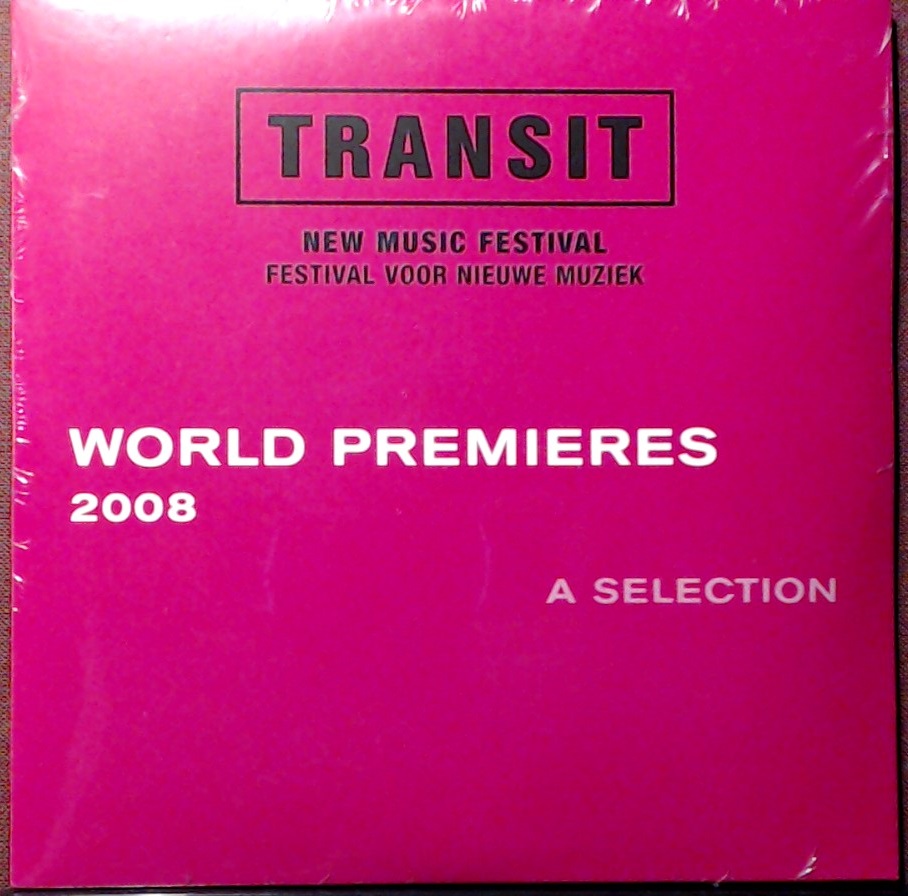 TRANSIT
NEW MUSIC FESTIVAL
FESTIVAL VOOR NIEUWE MUZIEK
WORLD PREMIERES
2008
A SELECTION